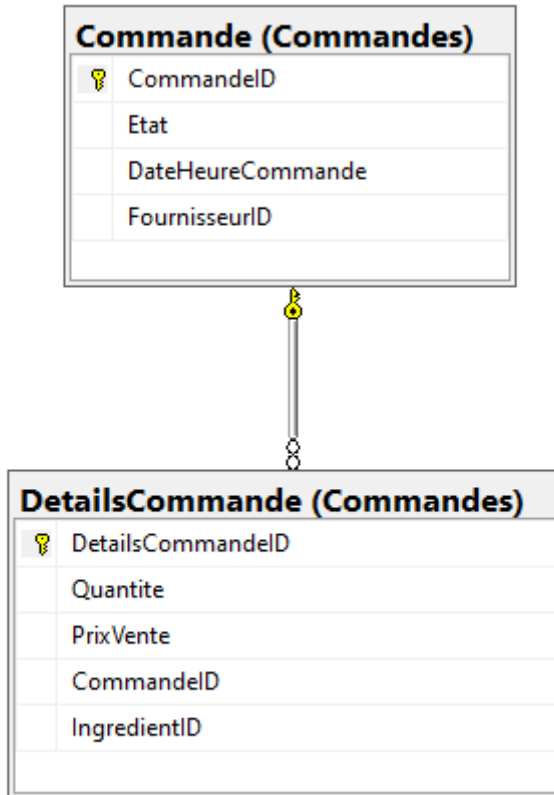 Commande (Commandes)
CommandeID
Etat
DateHeureCommande
FournisseurID
DetailsCommande (Commandes)
DetailsCommandeID
Quantite
PrixVente
CommandeID
IngredientID